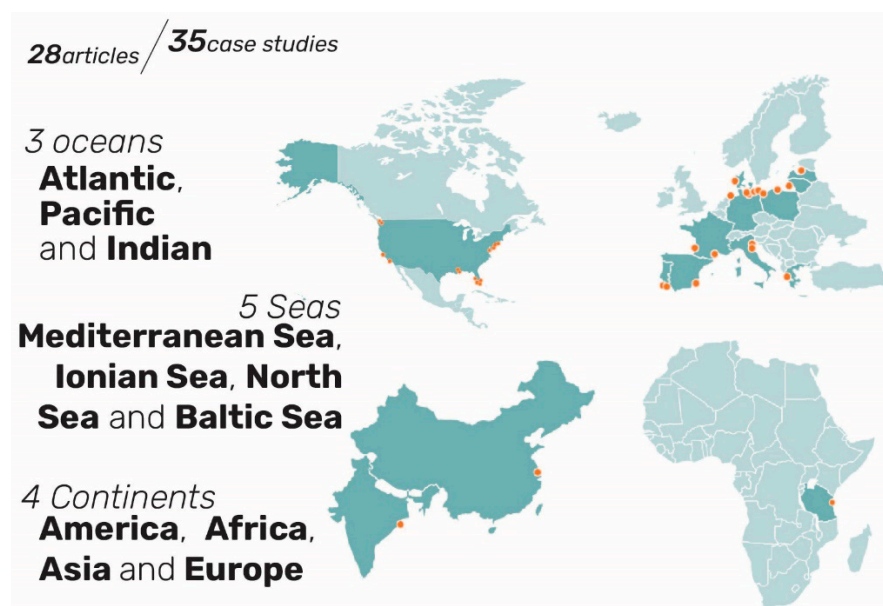 28articles / 35case studies
3 oceans
Atlantic,
Pacific
and Indian
5 Seas
Mediterranean Sea,
Ionian Sea, North
Sea and Baltic Sea
4 Continents
America, Africa,
Asia and Europe